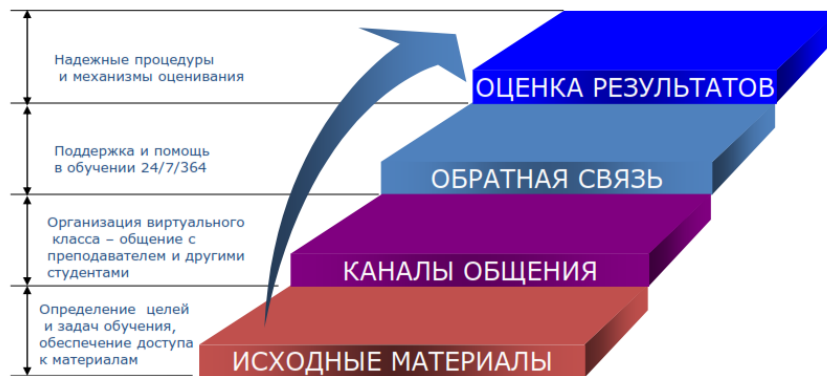 Надежные процедуры
и механизмы оценивания
ОЦЕНКА РЕЗУЛЬТАТОВ
Поддержка и помощь
в обучении 24/7/364
ОБРАТНАЯ СВЯЗЬ
Организация виртуального
класса – общение с
преподавателем и другими
студентами
КАНАЛЫ ОБЩЕНИЯ
Определение целей
и задач обучения,
обеспечение доступа
к материалам
ИСХОДНЫЕ МАТЕРИАЛЫ